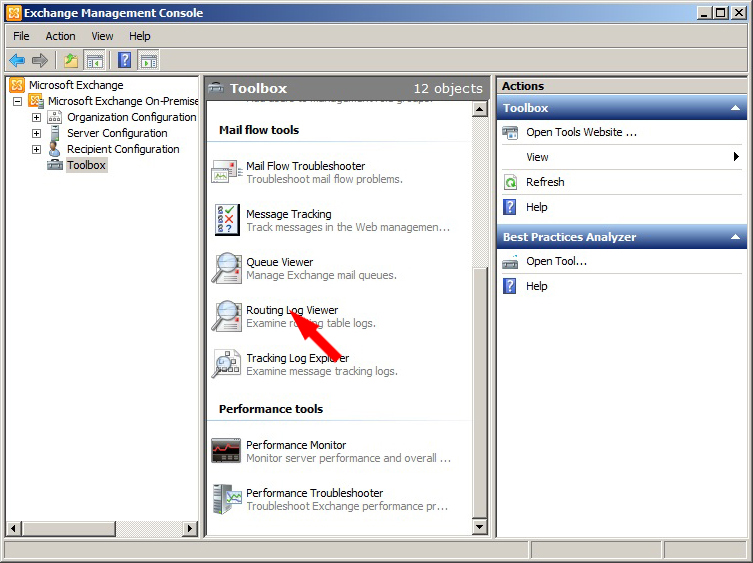 Exchange Management Console
File Action View Help
Microsoft Exchange
Microsoft Exchange On-Premise
Organization Configuration
Server Configuration
Recipient Configuration
Toolbox
Toolbox 12 objects
Mail flow tools
Mail Flow Troubleshooter
Troubleshoot mail flow problems.
Message Tracking
Track messages in the Web managemen...
Queue Viewer
Manage Exchange mail queues.
Routing Log Viewer
Examine routing table logs.
Tracking Log Explorer
Examine message tracking logs.
Performance tools
Performance Monitor
Monitor server performance and overall ...
Performance Troubleshooter
Troubleshoot Exchange performance pr...
Actions
Toolbox
Open Tools Website ...
View
Refresh
Help
Best Practices Analyzer
Open Tool...
Help